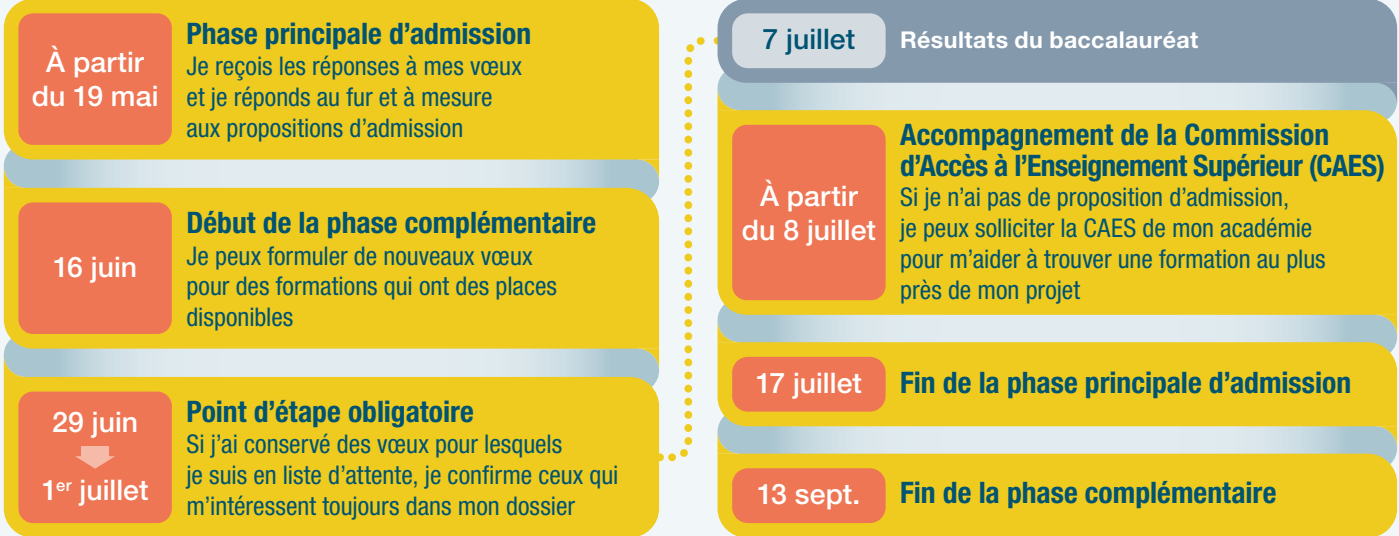 À partir
du 19 mai
Phase principale d’admission
Je reçois les réponses à mes vœux
et je réponds au fur et à mesure
aux propositions d’admission
16 juin
Début de la phase complémentaire
Je peux formuler de nouveaux vœux
pour des formations qui ont des places
disponibles
29 juin
1er juillet
Point d’étape obligatoire
Si j’ai conservé des vœux pour lesquels
je suis en liste d’attente, je confirme ceux qui
m’intéressent toujours dans mon dossier
7 juillet
Résultats du baccalauréat
À partir
du 8 juillet
Accompagnement de la Commission
d’Accès à l’Enseignement Supérieur (CAES)
Si je n’ai pas de proposition d’admission,
je peux solliciter la CAES de mon académie
pour m’aider à trouver une formation au plus
près de mon projet
17 juillet
Fin de la phase principale d’admission
13 sept.
Fin de la phase complémentaire